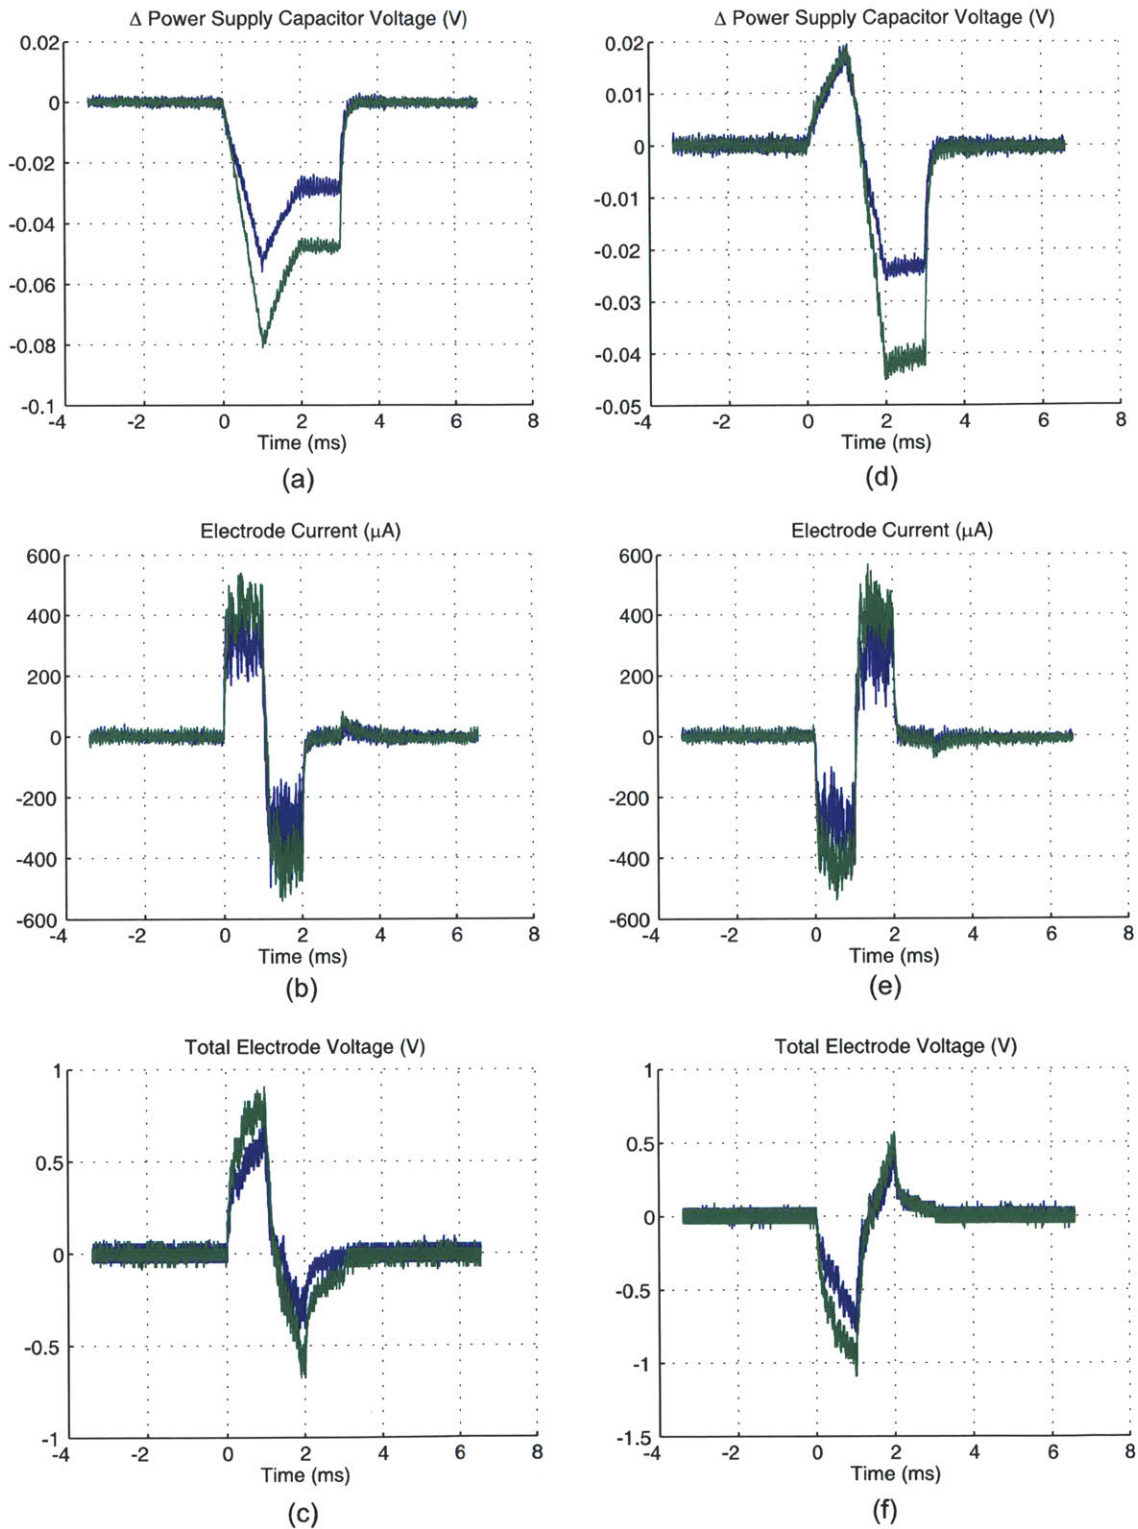 Δ Power Supply Capacitor Voltage (V)
0.02
0
-0.02
-0.04
-0.06
-0.08
-0.1
-4 -2 0 2 4 6 8
Time (ms)
(a)
Δ Power Supply Capacitor Voltage (V)
0.02
0.01
0
-0.01
-0.02
-0.03
-0.04
-0.05
-4 -2 0 2 4 6 8
Time (ms)
(d)
Electrode Current (μA)
600
400
200
0
-200
-400
-600
-4 -2 0 2 4 6 8
Time (ms)
(b)
Electrode Current (μA)
600
400
200
0
-200
-400
-600
-4 -2 0 2 4 6 8
Time (ms)
(e)
Total Electrode Voltage (V)
1
0.5
0
-0.5
-1
-4 -2 0 2 4 6 8
Time (ms)
(c)
Total Electrode Voltage (V)
1
0.5
0
-0.5
-1
-1.5
-4 -2 0 2 4 6 8
Time (ms)
(f)